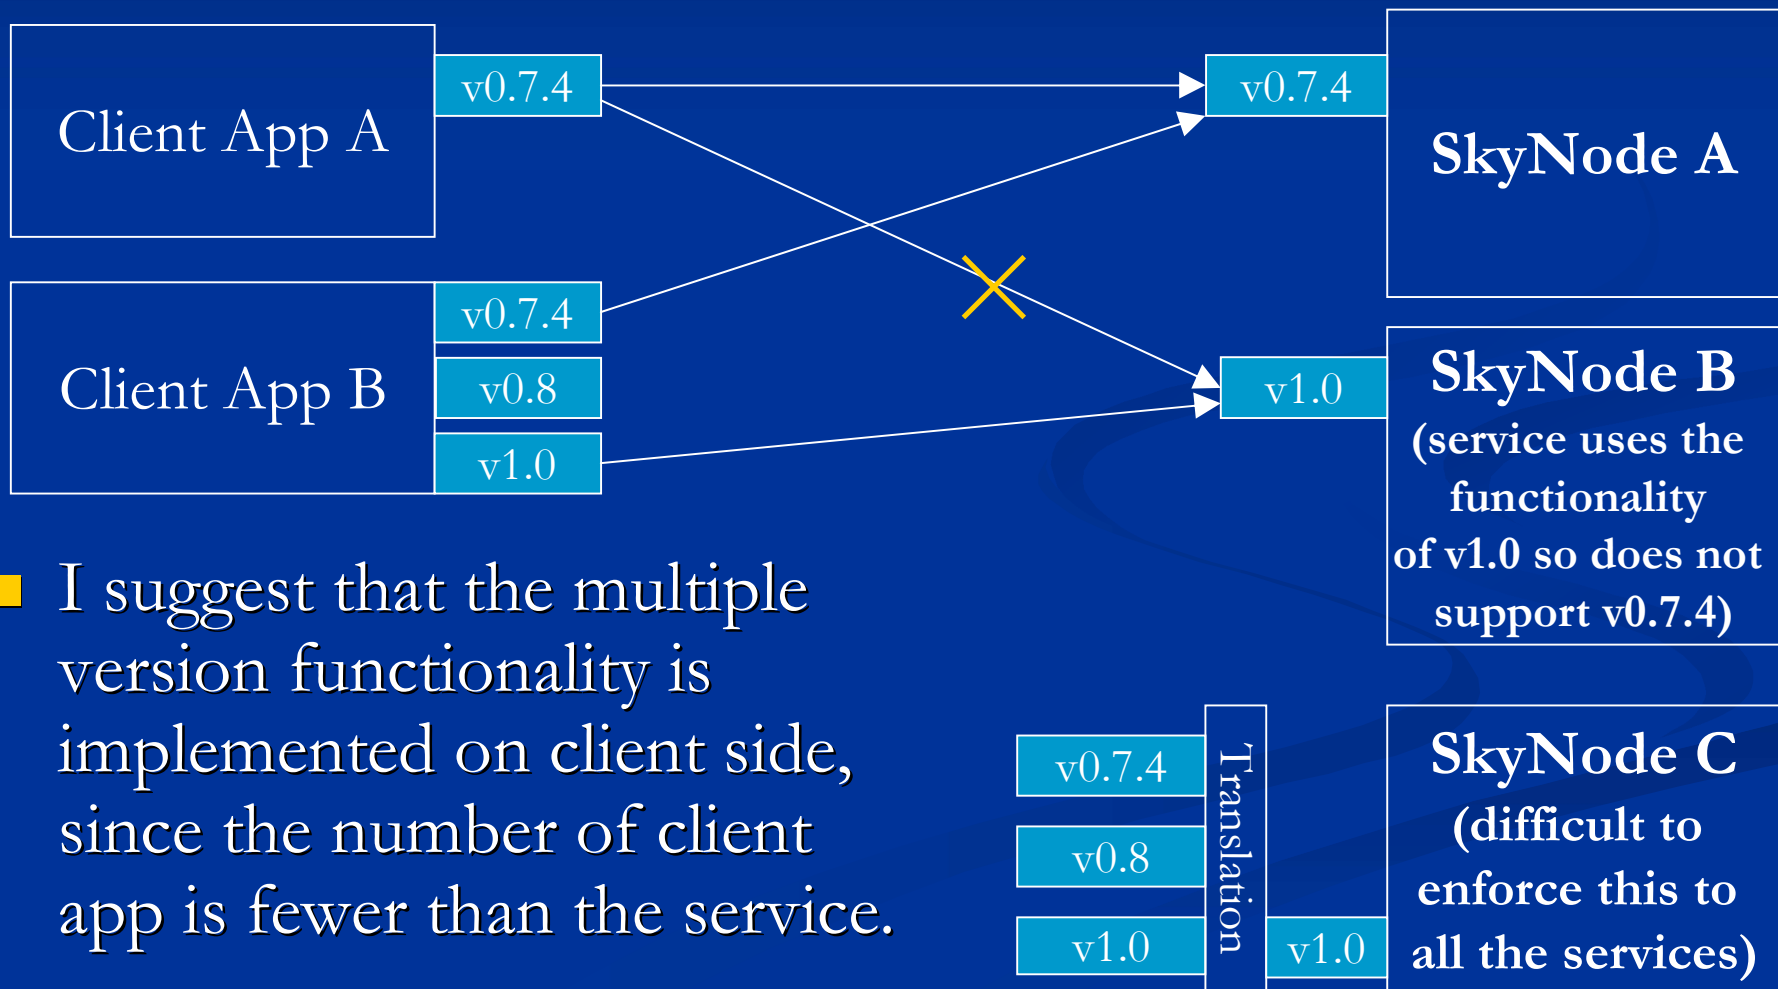 Client App A
v0.7.4
v0.7.4
SkyNode A
Client App B
v0.7.4
v0.8
v1.0
v1.0
SkyNode B
(service uses the
functionality
of v1.0 so does not
support v0.7.4)
I suggest that the multiple
version functionality is
implemented on client side,
since the number of client
app is fewer than the service.
v0.7.4
v0.8
v1.0
Translation
v1.0
SkyNode C
(difficult to
enforce this to
all the services)